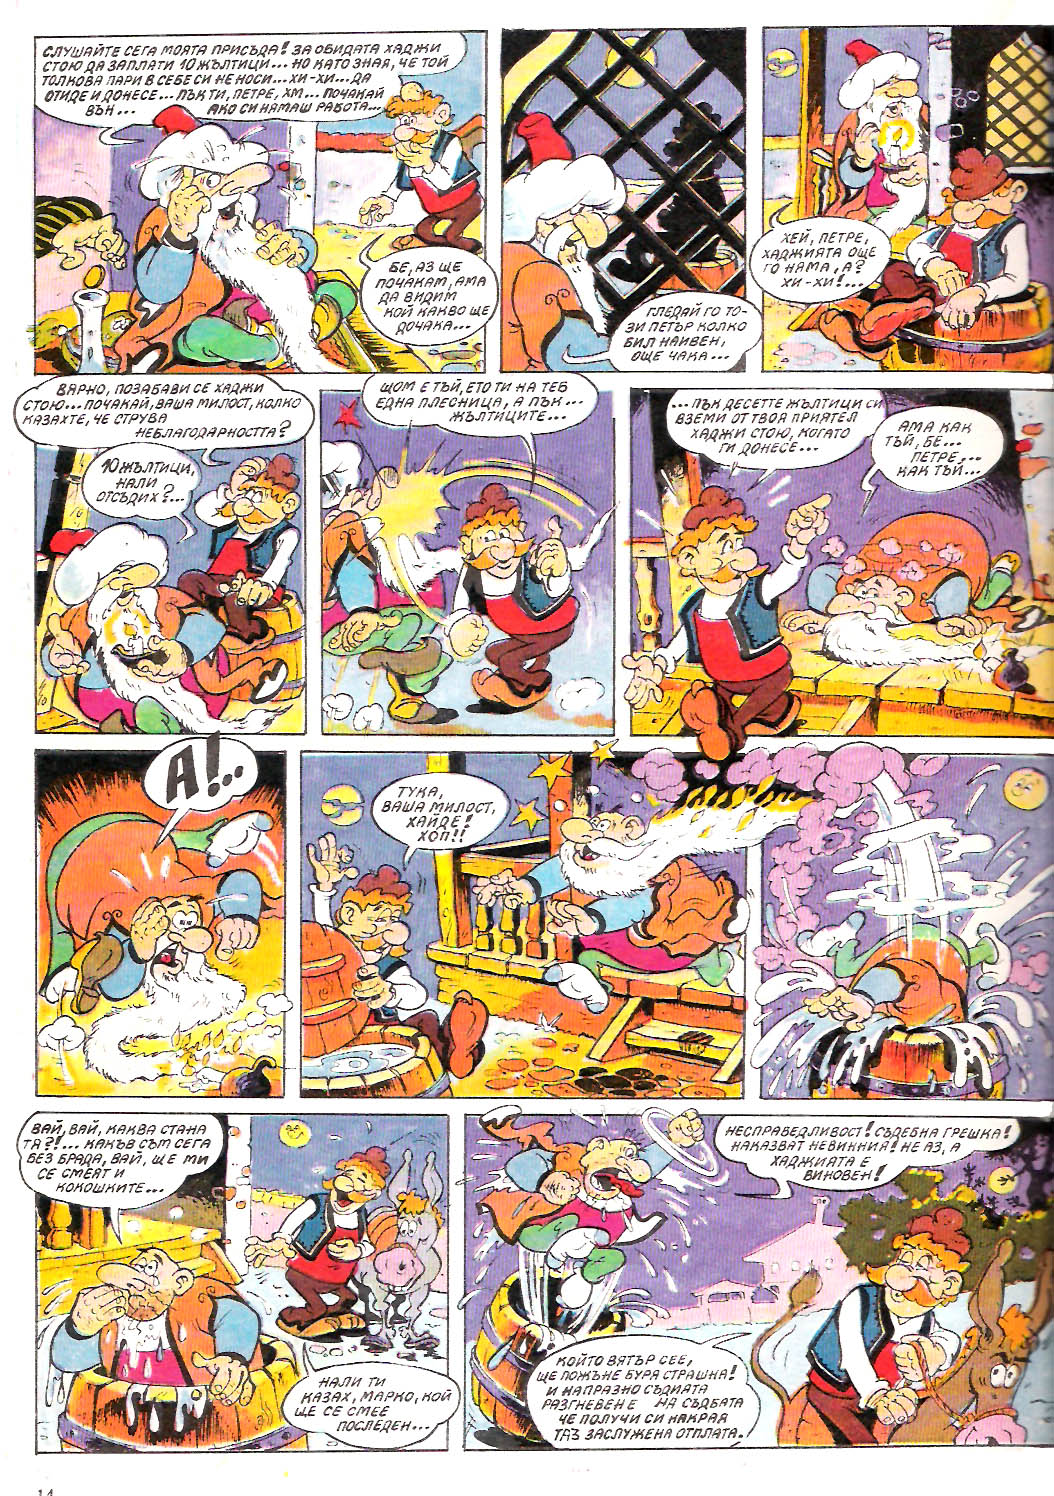 СЛУШАЙТЕ СЕГА МОЯТА ПРИСЪДА! ЗА ОБИДАТА ХАДЖИ
СТОЮ ДА ЗАПЛАТИ 10 ЖЪЛТИЦИ... НО КАТО ЗНАЯ, ЧЕ ТОЙ
ТОЛКОВА ПАРИ В СЕБЕ СИ НЕ НОСИ... ХИ-ХИ... ДА
ОТИДЕ И ДОНЕСЕ... ПЪК ТИ, ПЕТРЕ, ХМ... ПОЧАКАЙ
ВЪН... АКО СИ НАМАШ РАБОТА...
БЕ, АЗ ЩЕ
ПОЧАКАМ, АМА
ДА ВИДИМ
КОЙ КАКВО ЩЕ
ДОЧАКА...
ГЛЕДАЙ ГО ТО-
ЗИ ПЕТЪР КОЛКО
БИЛ НАИВЕН,
ОЩЕ ЧАКА...
ХЕЙ, ПЕТРЕ,
ХАДЖИЯТА ОЩЕ
ГО НАМА, А?
ХИ-ХИ!...
ВАРНО, ПОЗАБАВИ СЕ ХАДЖИ
СТОЮ... ПОЧАКАЙ, ВАША МИЛОСТ, КОЛКО
КАЗАХТЕ, ЧЕ СТРУВА
НЕБЛАГОДАРНОСТТА?
10 ЖЪЛТИЦИ,
НАЛИ
ОТСЪДИХ?...
ЩОМ Е ТЪЙ, ЕТО ТИ НА ТЕБ
ЕДНА ПЛЕСНИЦА, А ПЪК...
ЖЪЛТИЦИТЕ...
...ПЪК ДЕСЕТТЕ ЖЪЛТИЦИ СИ
ВЗЕМИ ОТ ТВОЯ ПРИЯТЕЛ
ХАДЖИ СТОЮ, КОГАТО
ГИ ДОНЕСЕ...
АМА КАК
ТЪЙ, БЕ...
ПЕТРЕ,...
КАК ТЪЙ...
А!..
ТУКА,
ВАША МИЛОСТ,
ХАЙДЕ!
ХОП!!
ВАЙ, ВАЙ, КАКВА СТАНА
ТЯ?!... КАКЪВ СЪМ СЕГА
БЕЗ БРАДА, ВАЙ, ЩЕ МИ
СЕ СМЕЯТ И
КОКОШКИТЕ...
НАЛИ ТИ
КАЗАХ, МАРКО, КОЙ
ЩЕ СЕ СМЕЕ
ПОСЛЕДЕН...
НЕСПРАВЕДЛИВОСТ! СЪДЕБНА ГРЕШКА!
НАКАЗВАТ НЕВИННИЯ! НЕ АЗ, А
ХАДЖИЯТА Е
ВИНОВЕН!
КОЙТО ВЯТЪР СЕЕ,
ЩЕ ПОЖЪНЕ БУРЯ СТРАШНА!
И НАПРАЗНО СЪДИЯТА
РАЗГНЕВЕН Е НА СЪДБАТА
ЧЕ ПОЛУЧИ СИ НАКРАЯ
ТАЗ ЗАСЛУЖЕНА ОТПЛАТА.
14